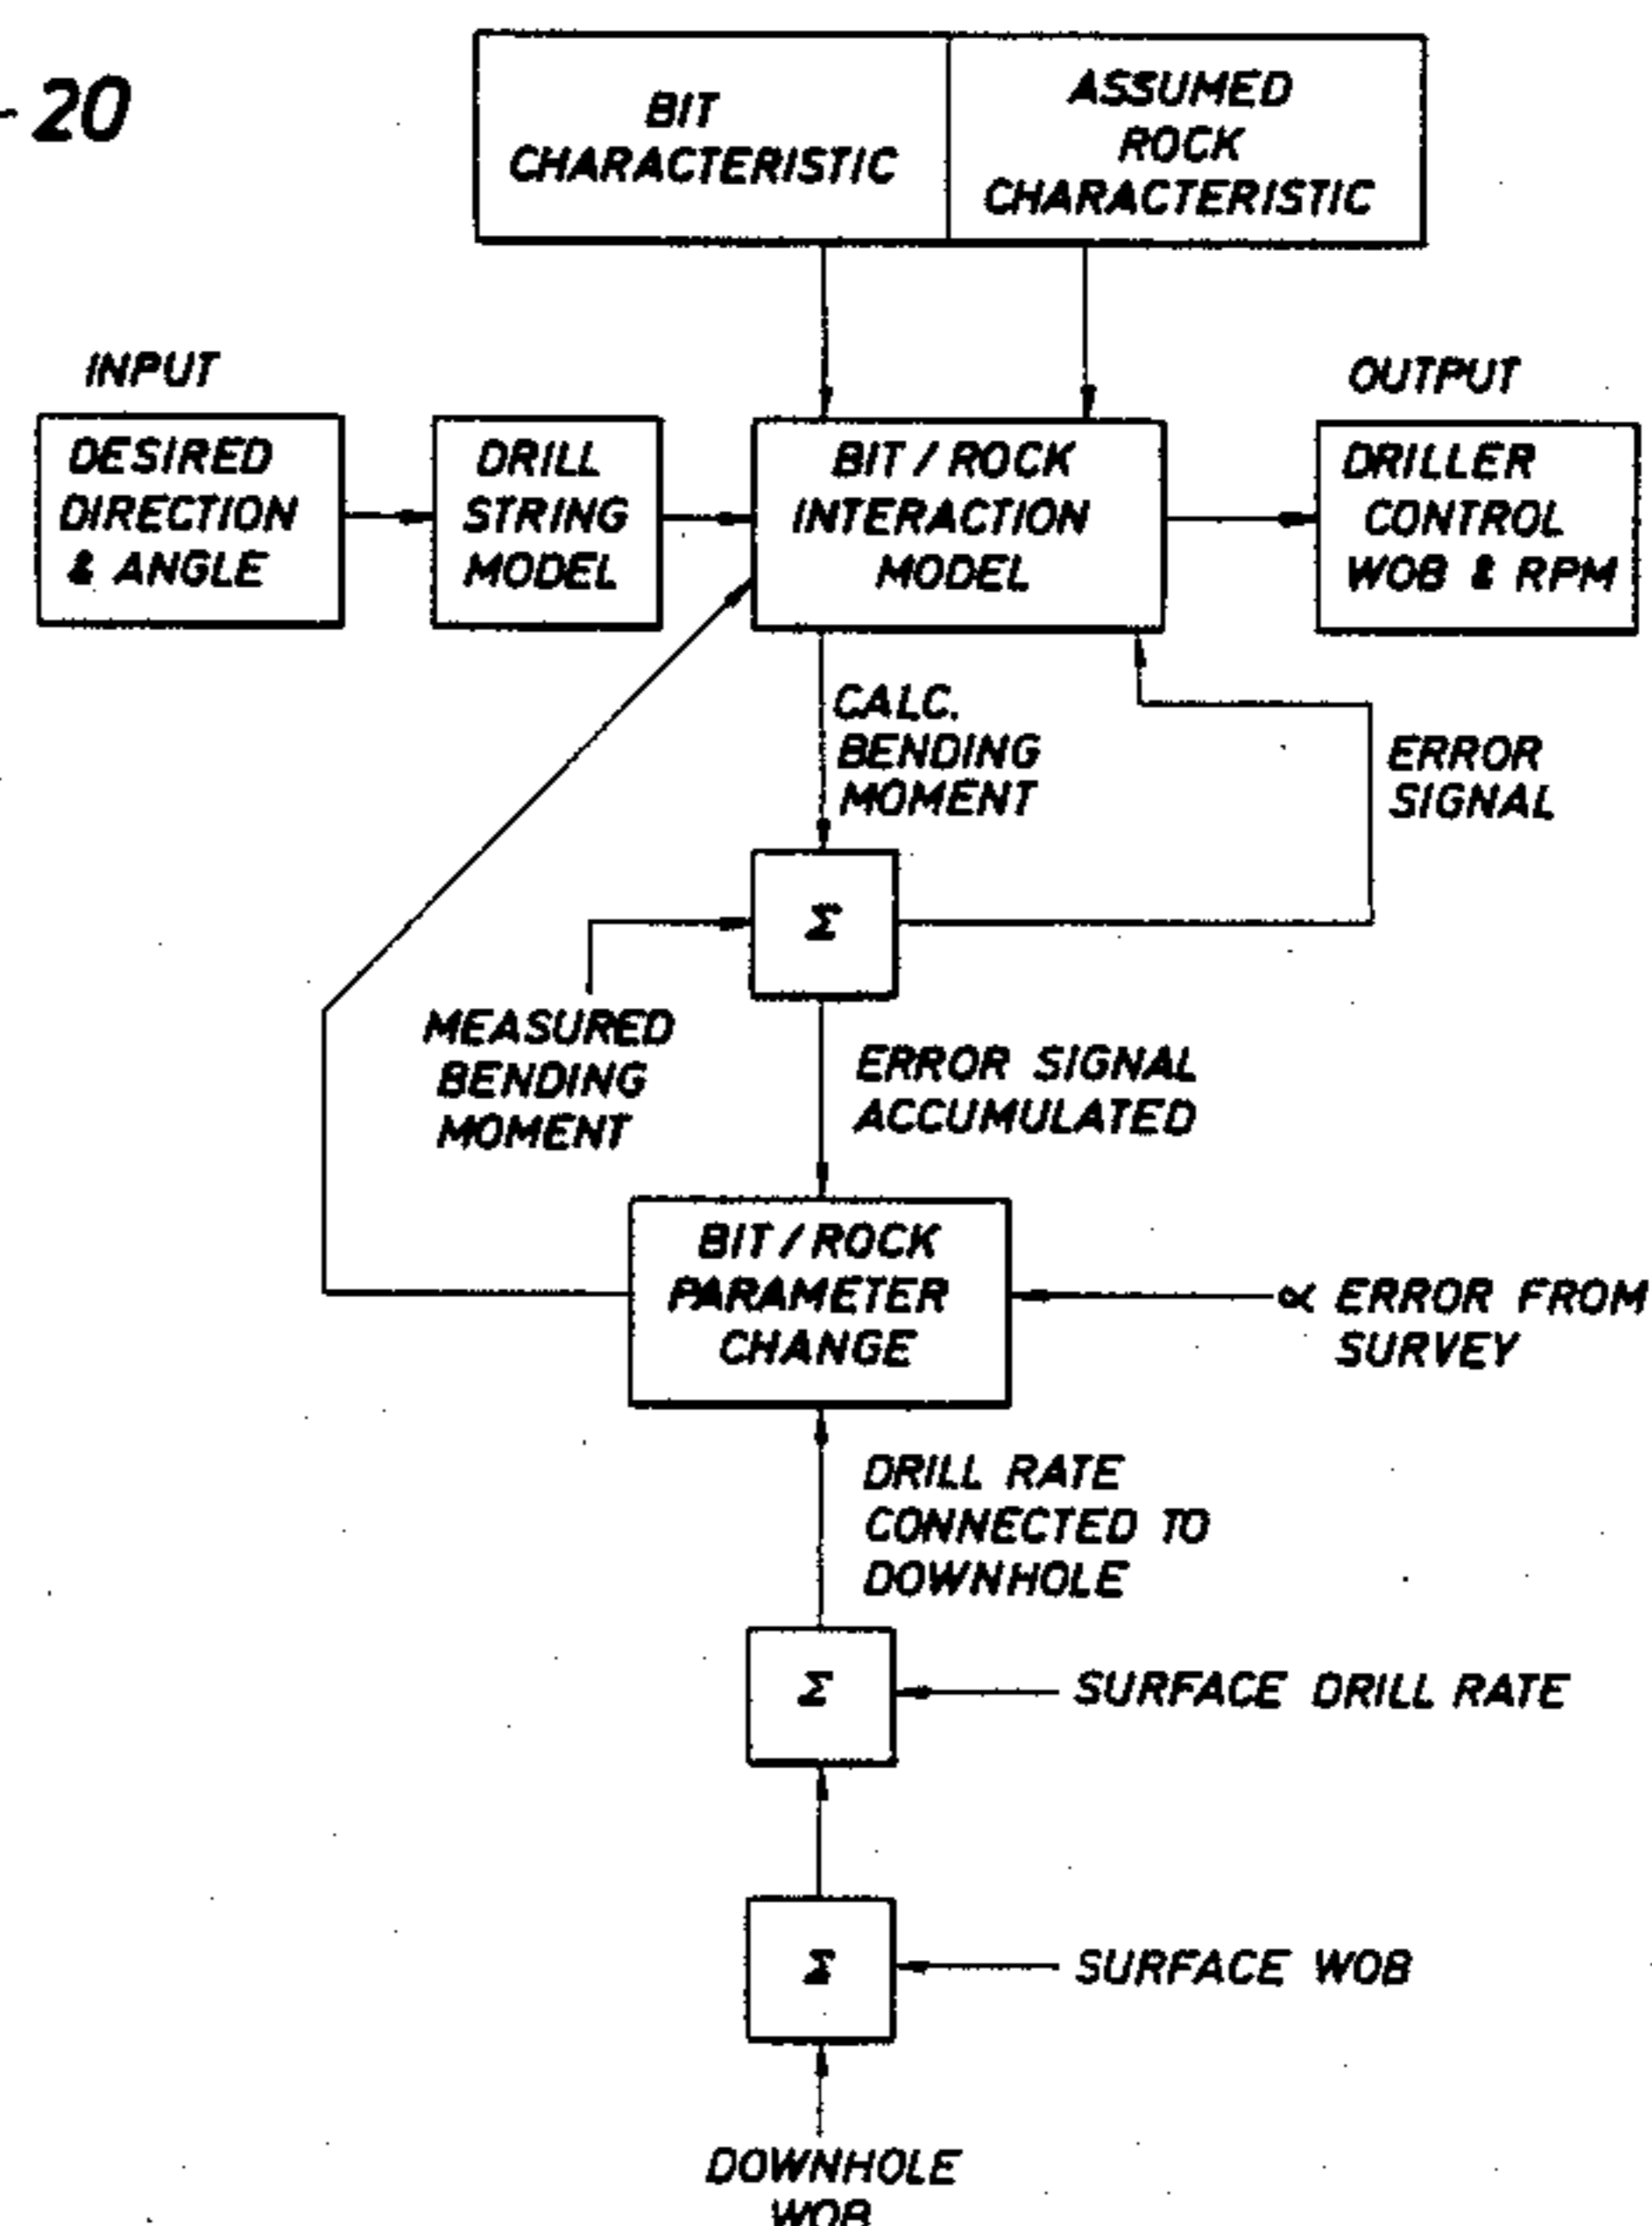 -20
BIT
CHARACTERISTIC
ASSUMED
ROCK
CHARACTERISTIC
INPUT
DESIRED
DIRECTION
& ANGLE
DRILL
STRING
MODEL
BIT / ROCK
INTERACTION
MODEL
OUTPUT
DRILLER
CONTROL
WOB & RPM
CALC.
BENDING
MOMENT
ERROR
SIGNAL
Σ
MEASURED
BENDING
MOMENT
ERROR SIGNAL
ACCUMULATED
BIT / ROCK
PARAMETER
CHANGE
∝ ERROR FROM
SURVEY
DRILL RATE
CONNECTED TO
DOWNHOLE
Σ
SURFACE DRILL RATE
Σ
SURFACE WOB
DOWNHOLE
WOB